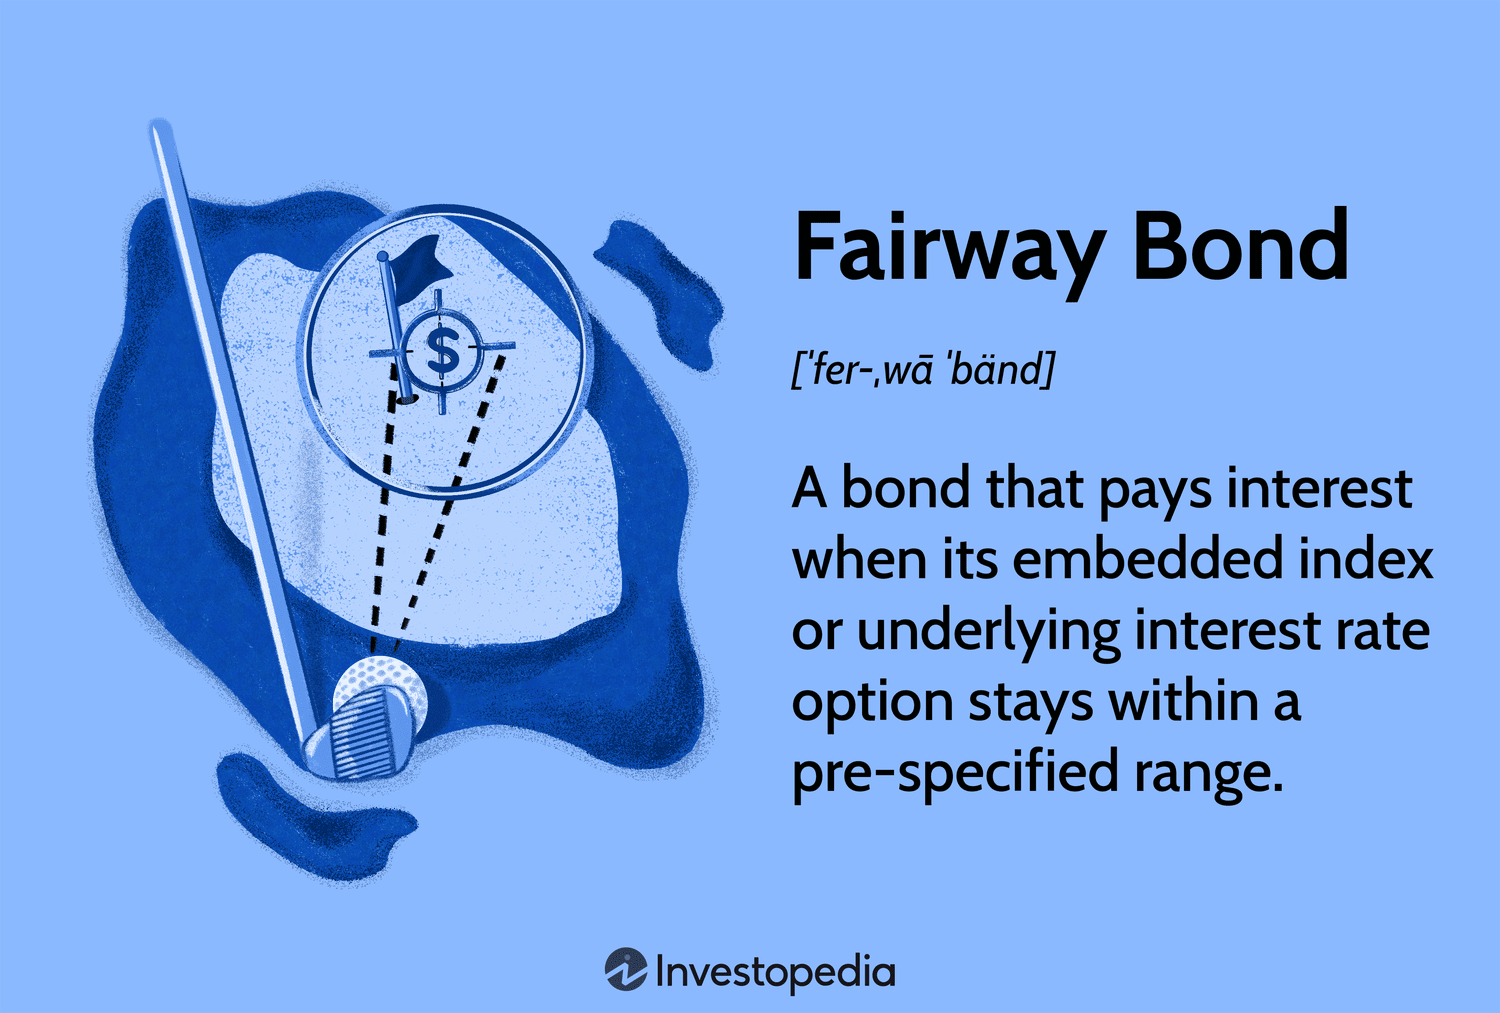 $
Fairway Bond
[ˈfer-ˌwā ˈbänd]
A bond that pays interest
when its embedded index
or underlying interest rate
option stays within a
pre-specified range.
Investopedia